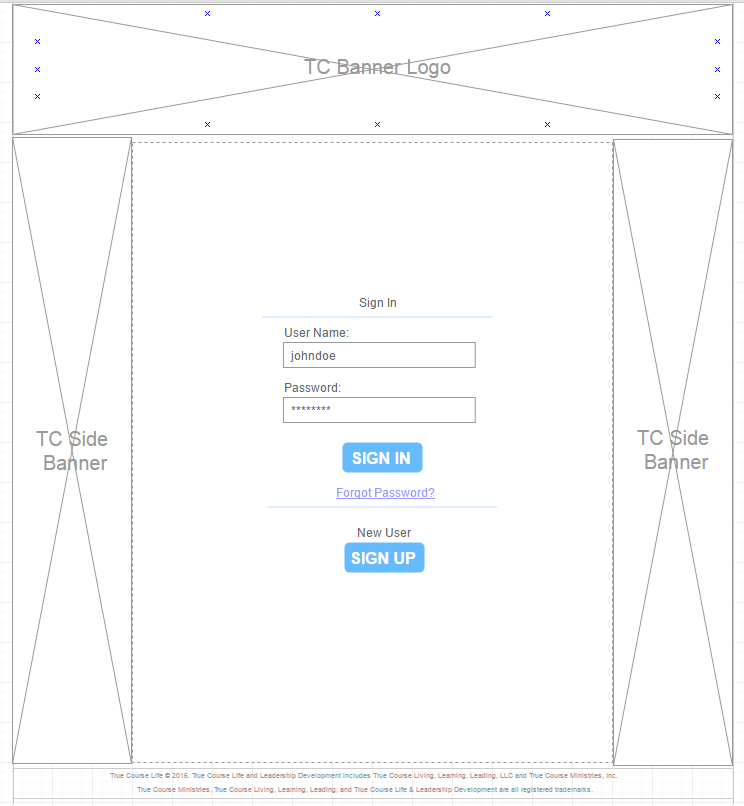 TC Banner Logo
Sign In
User Name:
johndoe
Password:
********
TC Side
Banner
TC Side
Banner
SIGN IN
Forgot Password?
New User
SIGN UP
True Course Life © 2016. True Course Life and Leadership Development includes True Course Living, Learning, Leading, LLC and True Course Ministries, Inc.
True Course Ministries, True Course Living, Learning, Leading; and True Course Life & Leadership Development are all registered trademarks.